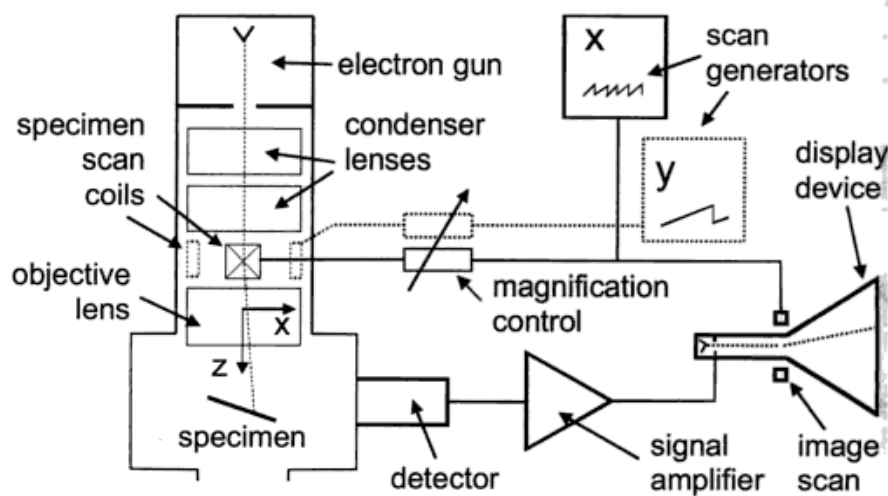 electron gun
specimen
scan
coils
condenser
lenses
objective
lens
x
z
specimen
detector
signal
amplifier
magnification
control
x
y
scan
generators
display
device
image
scan